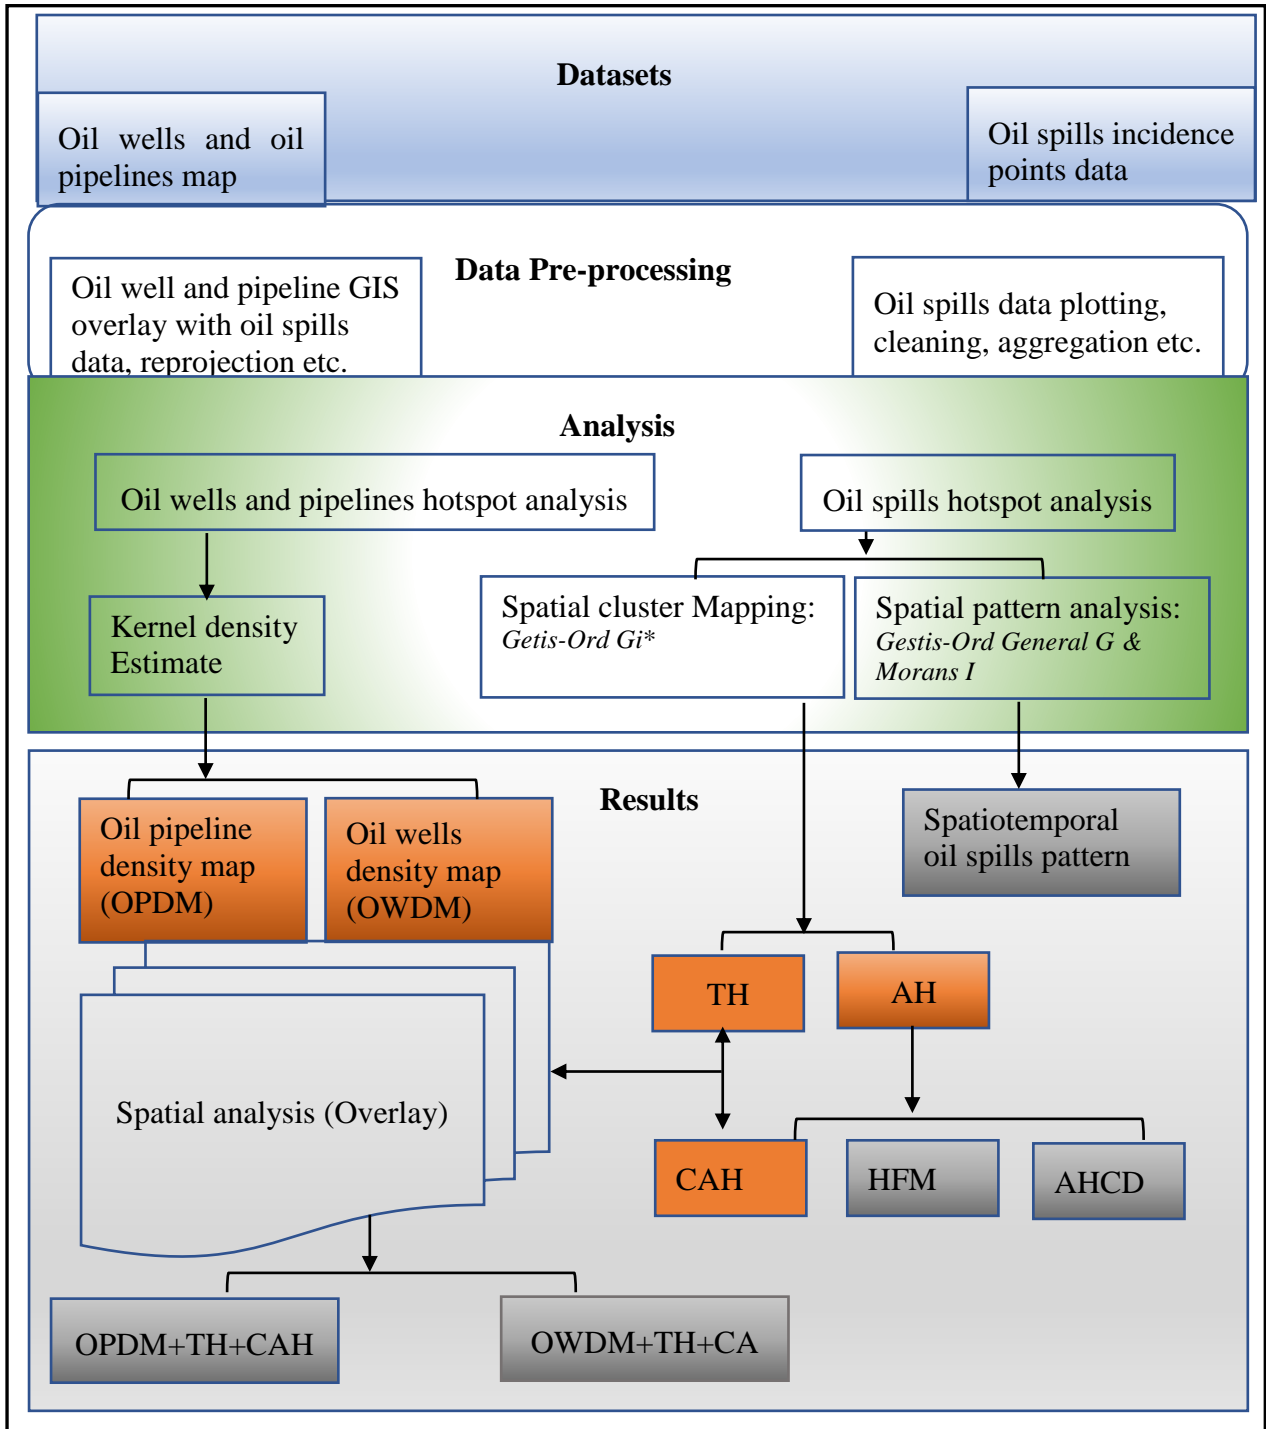 Datasets
Oil wells and oil
pipelines map
Oil spills incidence
points data
Data Pre-processing
Oil well and pipeline GIS
overlay with oil spills
data, reprojection etc.
Oil spills data plotting,
cleaning, aggregation etc.
Analysis
Oil wells and pipelines hotspot analysis
Oil spills hotspot analysis
Kernel density
Estimate
Spatial cluster Mapping:
Getis-Ord Gi*
Spatial pattern analysis:
Gestis-Ord General G &
Morans I
Results
Oil pipeline
density map
(OPDM)
Oil wells
density map
(OWDM)
Spatiotemporal
oil spills pattern
TH
AH
Spatial analysis (Overlay)
CAH
HFM
AHCD
OPDM+TH+CAH
OWDM+TH+CA